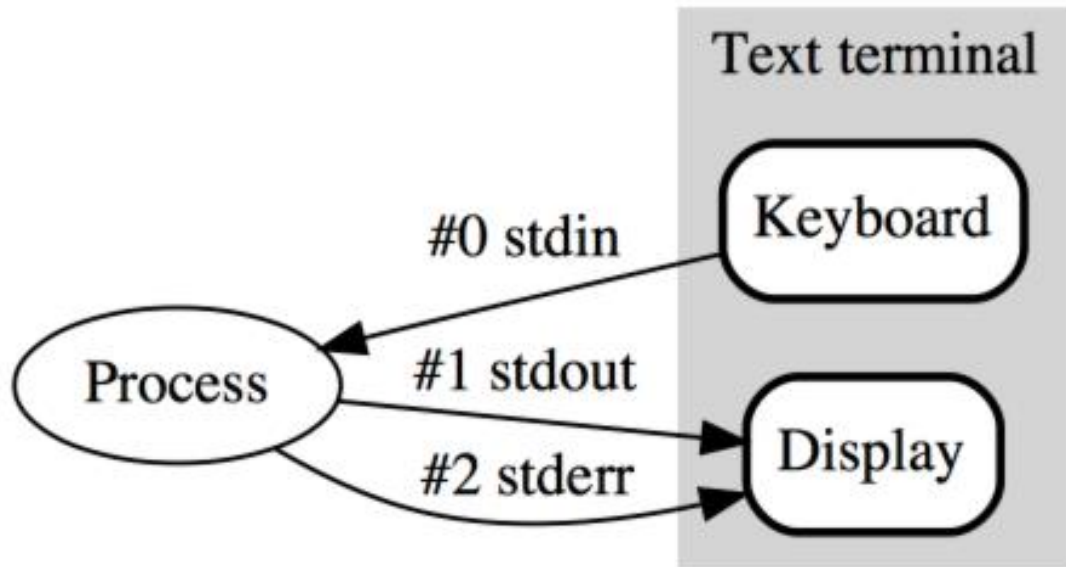 Text terminal
Keyboard
#0 stdin
Process
#1 stdout
Display
#2 stderr